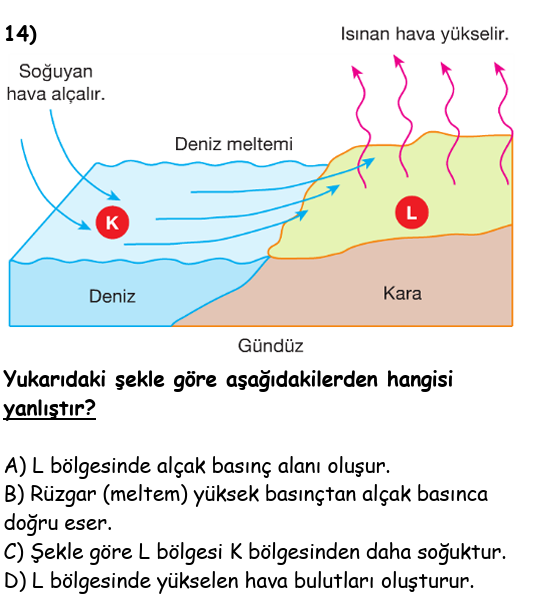 14)
Isınan hava yükselir.
Soğuyan
hava alçalır.
Deniz meltemi
K
L
Deniz
Kara
Gündüz
Yukarıdaki şekle göre aşağıdakilerden hangisi
yanlıştır?
A) L bölgesinde alçak basınç alanı oluşur.
B) Rüzgar (meltem) yüksek basınçtan alçak basınca
doğru eser.
C) Şekle göre L bölgesi K bölgesinden daha soğuktur.
D) L bölgesinde yükselen hava bulutları oluşturur.